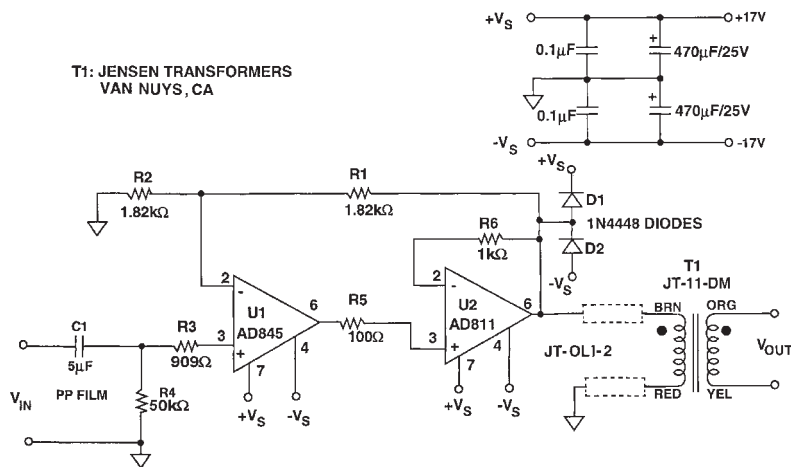 +VS
+17V
0.1µF
+
470µF/25V
T1: JENSEN TRANSFORMERS
VAN NUYS, CA
0.1µF
+
470µF/25V
-VS
-17V
+VS
R2
R1
D1
1.82kΩ
1.82kΩ
R6
1N4448 DIODES
1kΩ
D2
T1
JT-11-DM
-VS
2
-
U1
AD845
6
R5
100Ω
2
-
U2
AD811
6
BRN
ORG
C1
5µF
R3
909Ω
3
+
4
7
3
+
4
7
JT-OL1-2
VOUT
VIN
PP FILM
R4
50kΩ
+VS
-VS
+VS
-VS
RED
YEL